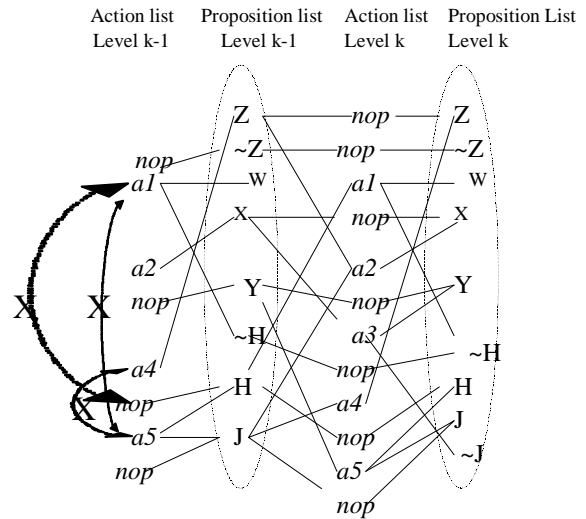 Action list Proposition list Action list Proposition List
Level k-1 Level k-1 Level k Level k
Z nop Z
~Z nop ~Z
nop
a1 W a1 W
X nop X
a2 a2
nop Y nop Y
X X
~H a3 ~H
a4 nop
nop H a4 H
X
a5 J nop J
nop a5 ~J
nop